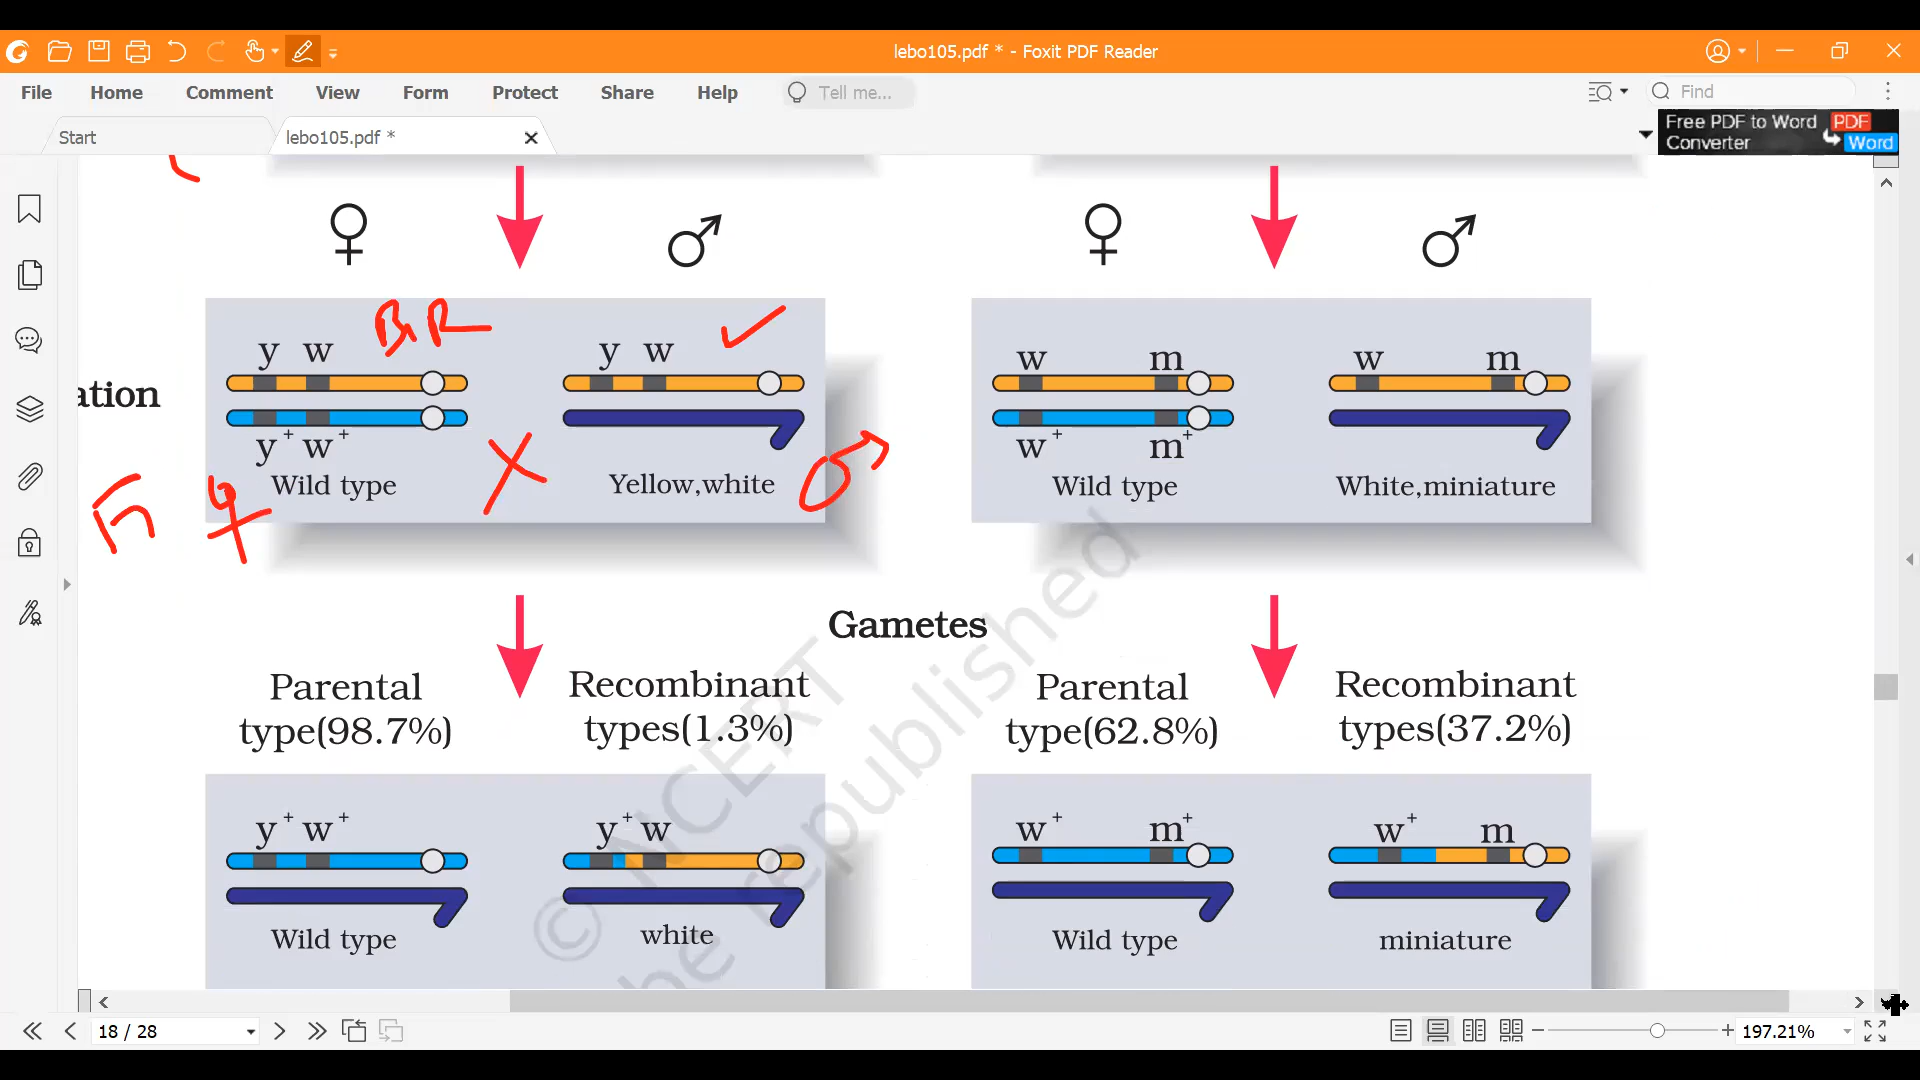 lebo105.pdf * - Foxit PDF Reader
File Home Comment View Form Protect Share Help Tell me... Find
Start lebo105.pdf *
Free PDF to Word Converter PDF Word
♀ ♂ ♀ ♂
Br R
y w y w
y+ w+
Wild type Yellow,white
w m w m
w+ m+
Wild type White,miniature
ation
F1 ♀ X ♂
Gametes
Parental type(98.7%)
Recombinant types(1.3%)
Parental type(62.8%)
Recombinant types(37.2%)
y+ w+ y+ w
Wild type white
w+ m+ w+ m
Wild type miniature
© NCERT
be republished
18 / 28
197.21%